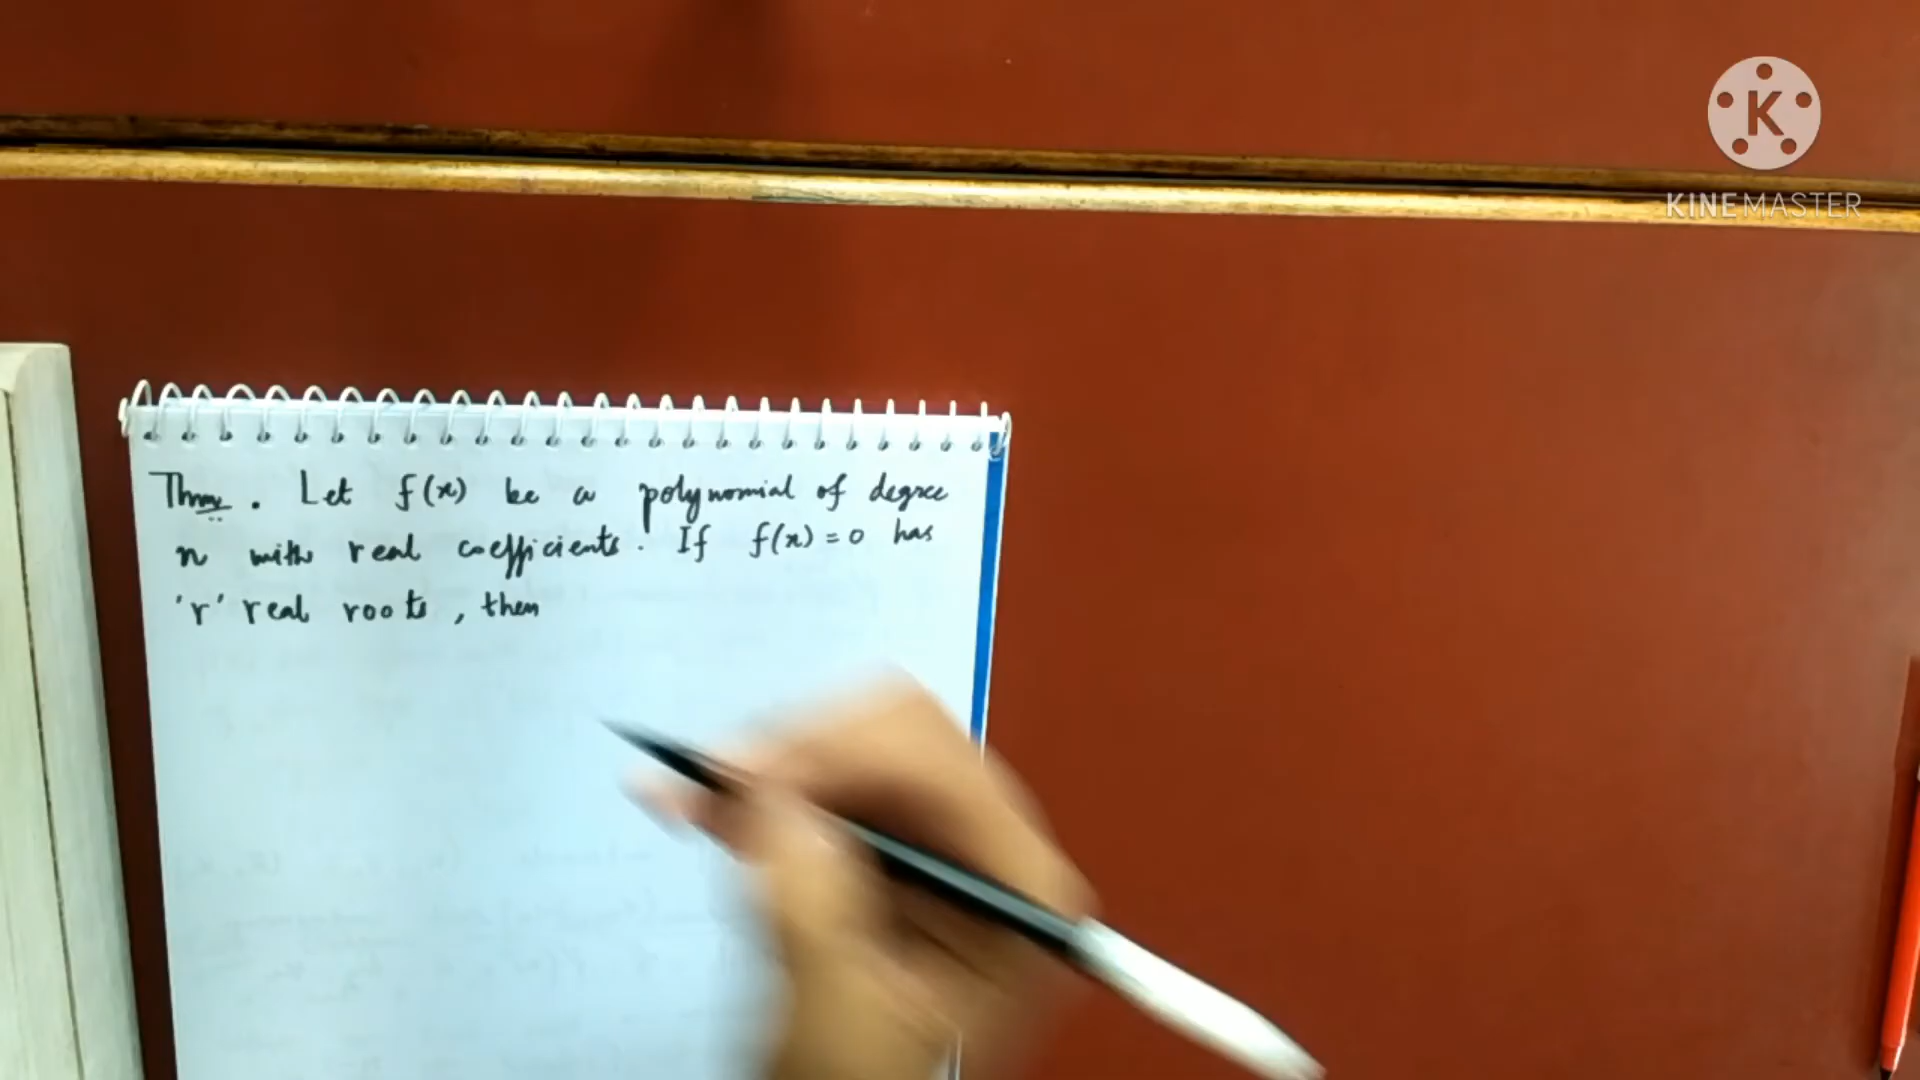 Thm. Let f(x) be a polynomial of degree
n with real coefficients. If f(x) = 0 has
'r' real roots, then
K
KINEMASTER